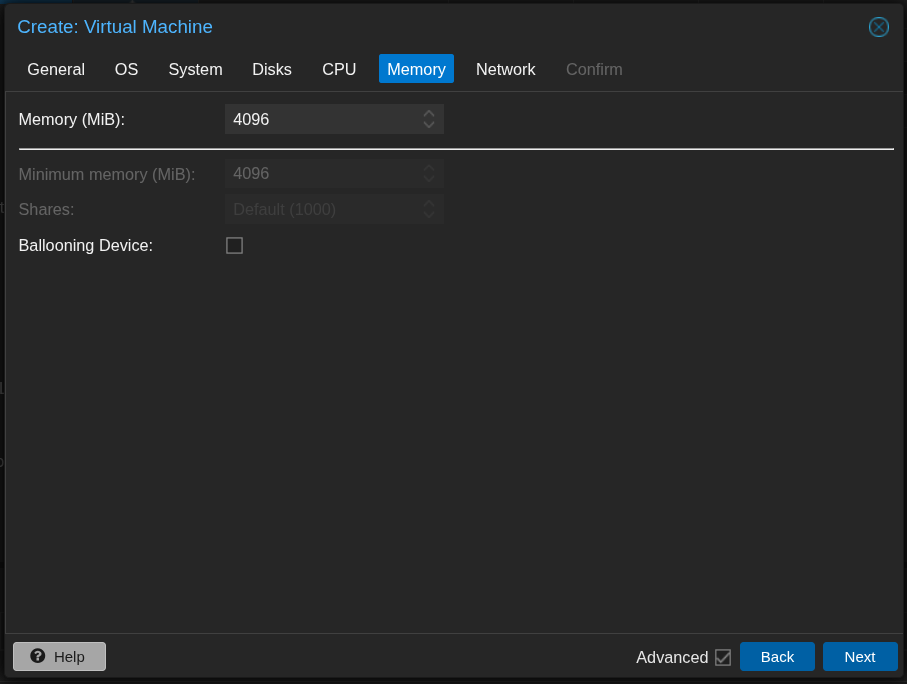 Create: Virtual Machine
General OS System Disks CPU Memory Network Confirm
Memory (MiB): 4096
Minimum memory (MiB): 4096
Shares: Default (1000)
Ballooning Device:
Help Advanced Back Next